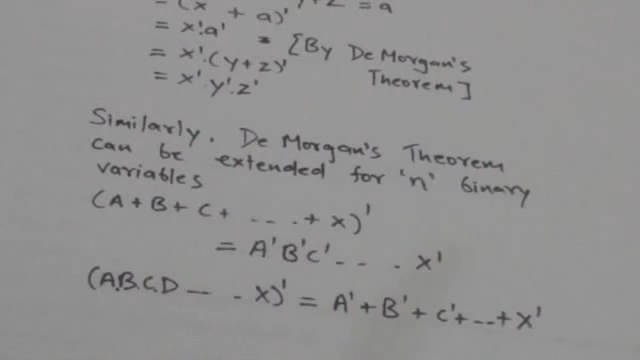 = (x + a)' y+z = a
= x'.a' = [By De Morgan's
= x'.(y+z)' Theorem]
= x'.y'.z'
Similarly. De Morgan's Theorem
can be extended for 'n' binary
variables
(A+B+C+ - - - .+ x)'
= A'B'C' - - - . x'
(A.B.C.D — - . x)' = A'+B'+C'+--+x'